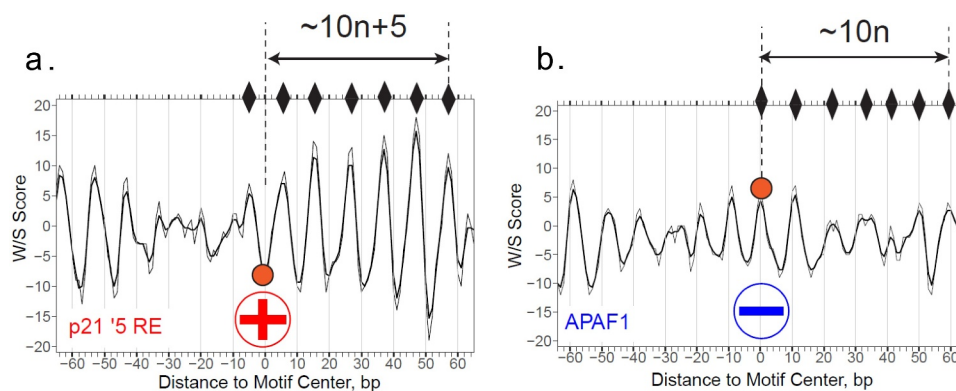 ~10n+5
~10n
a.
b.
20
15
10
5
0
−5
−10
−15
−20
W/S Score
−60 −50 −40 −30 −20 −10 0 10 20 30 40 50 60
Distance to Motif Center, bp
p21 '5 RE
20
15
10
5
0
−5
−10
−15
−20
W/S Score
−60 −50 −40 −30 −20 −10 0 10 20 30 40 50 60
Distance to Motif Center, bp
APAF1